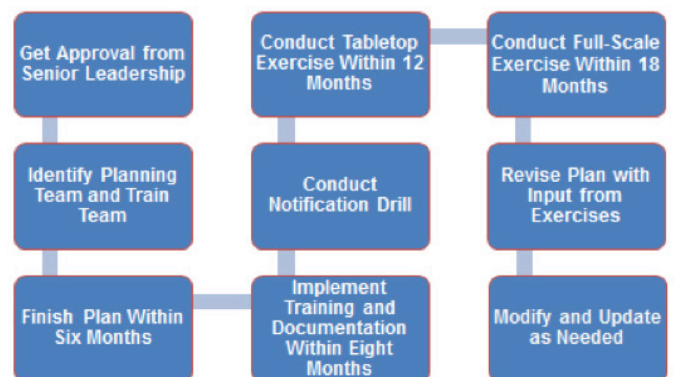 Get Approval from
Senior Leadership
Identify Planning
Team and Train
Team
Finish Plan Within
Six Months
Implement
Training and
Documentation
Within Eight
Months
Conduct
Notification Drill
Conduct Tabletop
Exercise Within 12
Months
Conduct Full-Scale
Exercise Within 18
Months
Revise Plan with
Input from
Exercises
Modify and Update
as Needed